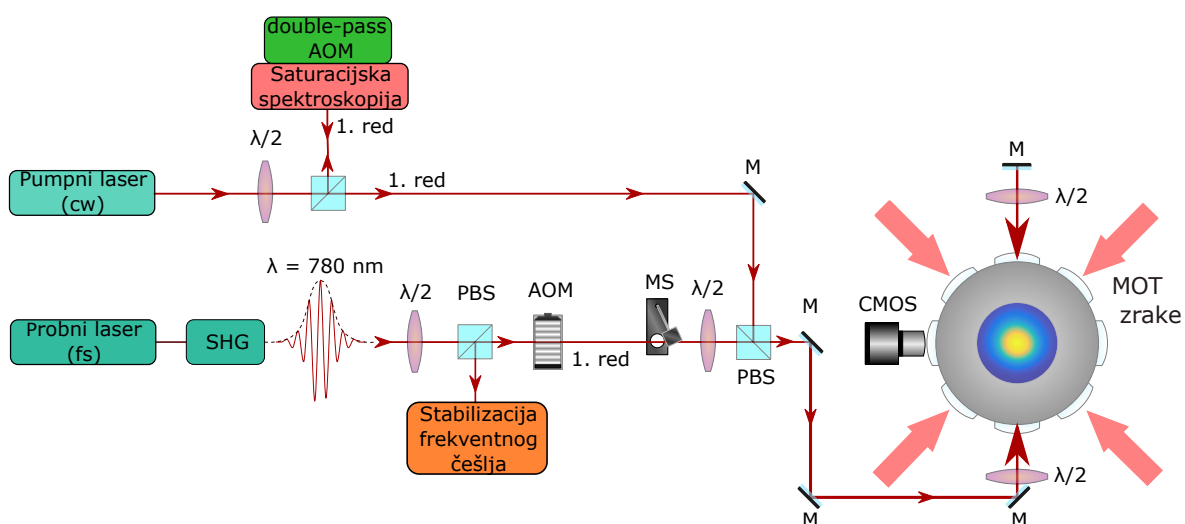 double-pass
AOM
Saturacijska
spektroskopija
1. red
λ/2
Pumpni laser
(cw)
1. red
M
M
λ/2
MOT
zrake
λ = 780 nm
Probni laser
(fs)
SHG
λ/2
PBS
AOM
1. red
MS
λ/2
PBS
M
CMOS
Stabilizacija
frekventnog
češlja
λ/2
M
M